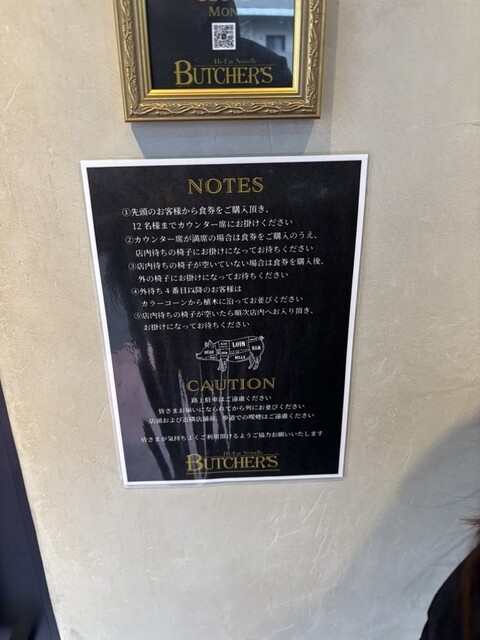 MON
Hi-Fat Noodle
BUTCHER'S
NOTES
①先頭のお客様から食券をご購入頂き、
12名様までカウンター席にお掛けください
②カウンター席が満席の場合は食券をご購入のうえ、
店内待ちの椅子にお掛けになってお待ちください
③店内待ちの椅子が空いていない場合は食券を購入後、
外の椅子にお掛けになってお待ちください
④外待ち4番目以降のお客様は
カラーコーンから植木に沿ってお並びください
⑤店内待ちの椅子が空いたら順次店内へお入り頂き、
お掛けになってお待ちください
HEAD LOIN HAM
BELLY
CAUTION
路上駐車はご遠慮ください
皆さまお揃いになられてから列にお並びください
店頭および近隣店舗前、歩道での喫煙はご遠慮ください
皆さまが気持ちよくご利用頂けるようご協力お願いいたします
Hi-Fat Noodle
BUTCHER'S